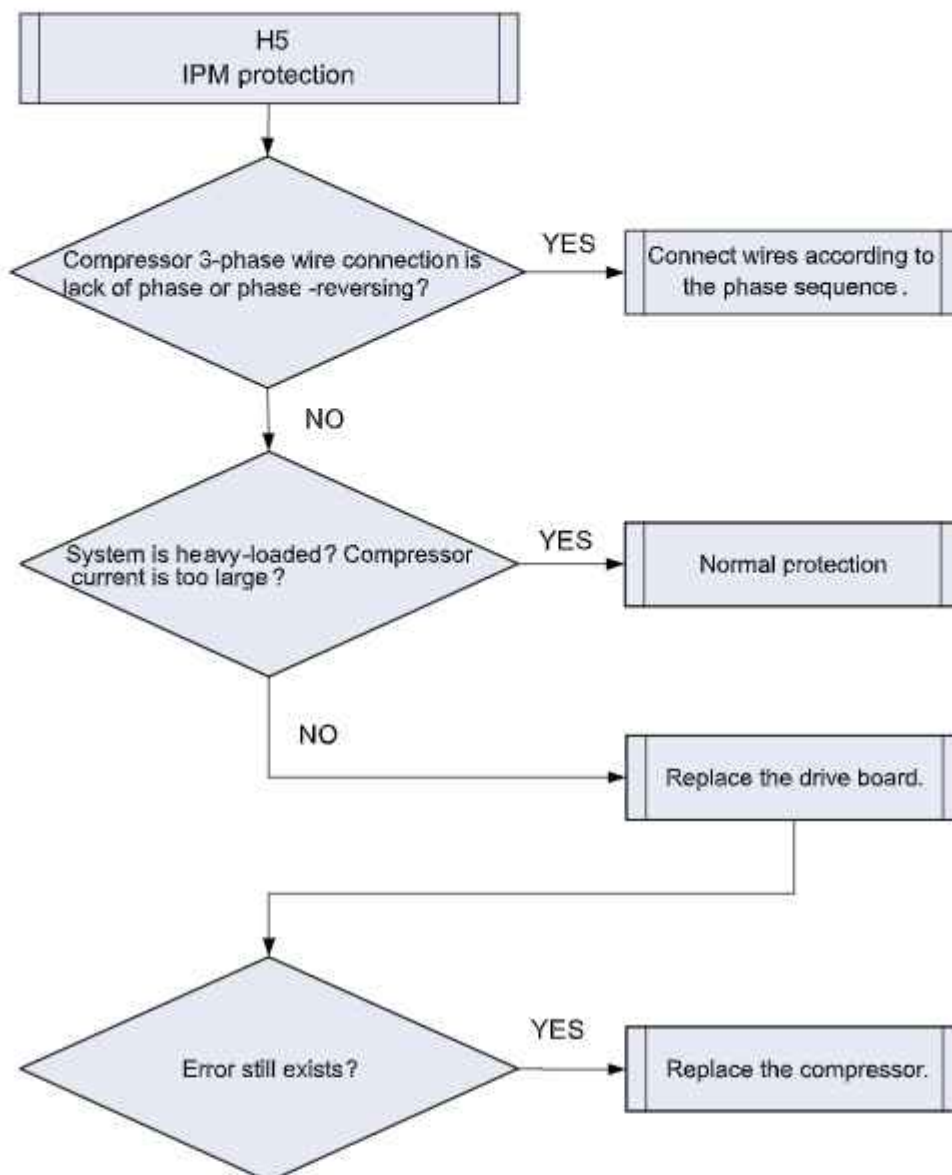 H5
IPM protection
Compressor 3-phase wire connection is
lack of phase or phase -reversing?
YES
Connect wires according to
the phase sequence.
NO
System is heavy-loaded? Compressor
current is too large?
YES
Normal protection
NO
Replace the drive board.
Error still exists?
YES
Replace the compressor.